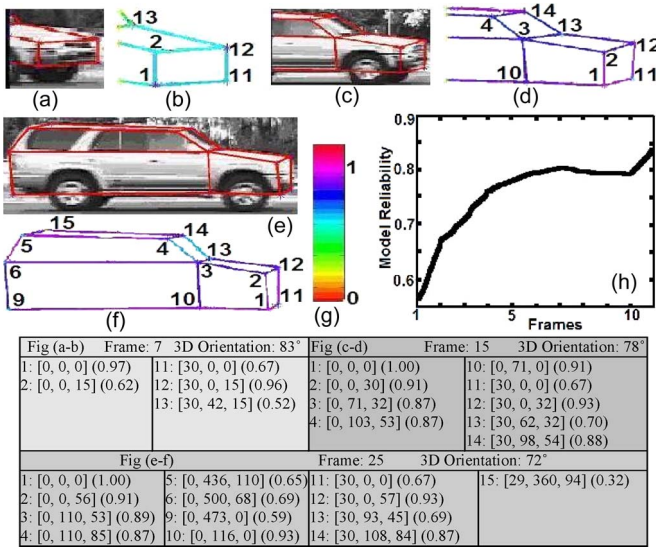 13
2
12
1
11
(a)
(b)
(c)
14
4
3
13
12
2
10
1
11
(d)
(e)
15
5
14
4
13
6
3
12
2
9
10
1
11
(f)
1
0
(g)
0.9
0.8
0.7
0.6
Model Reliability
1
5
10
Frames
(h)
Fig (a-b) Frame: 7 3D Orientation: 83°
1: [0, 0, 0] (0.97)
2: [0, 0, 15] (0.62)
11: [30, 0, 0] (0.67)
12: [30, 0, 15] (0.96)
13: [30, 42, 15] (0.52)
Fig (c-d) Frame: 15 3D Orientation: 78°
1: [0, 0, 0] (1.00)
2: [0, 0, 30] (0.91)
3: [0, 71, 32] (0.87)
4: [0, 103, 53] (0.87)
10: [0, 71, 0] (0.91)
11: [30, 0, 0] (0.67)
12: [30, 0, 32] (0.93)
13: [30, 62, 32] (0.70)
14: [30, 98, 54] (0.88)
Fig (e-f) Frame: 25 3D Orientation: 72°
1: [0, 0, 0] (1.00)
2: [0, 0, 56] (0.91)
3: [0, 110, 53] (0.89)
4: [0, 110, 85] (0.87)
5: [0, 436, 110] (0.65)
6: [0, 500, 68] (0.69)
9: [0, 473, 0] (0.59)
10: [0, 116, 0] (0.93)
11: [30, 0, 0] (0.67)
12: [30, 0, 57] (0.93)
13: [30, 93, 45] (0.69)
14: [30, 108, 84] (0.87)
15: [29, 360, 94] (0.32)